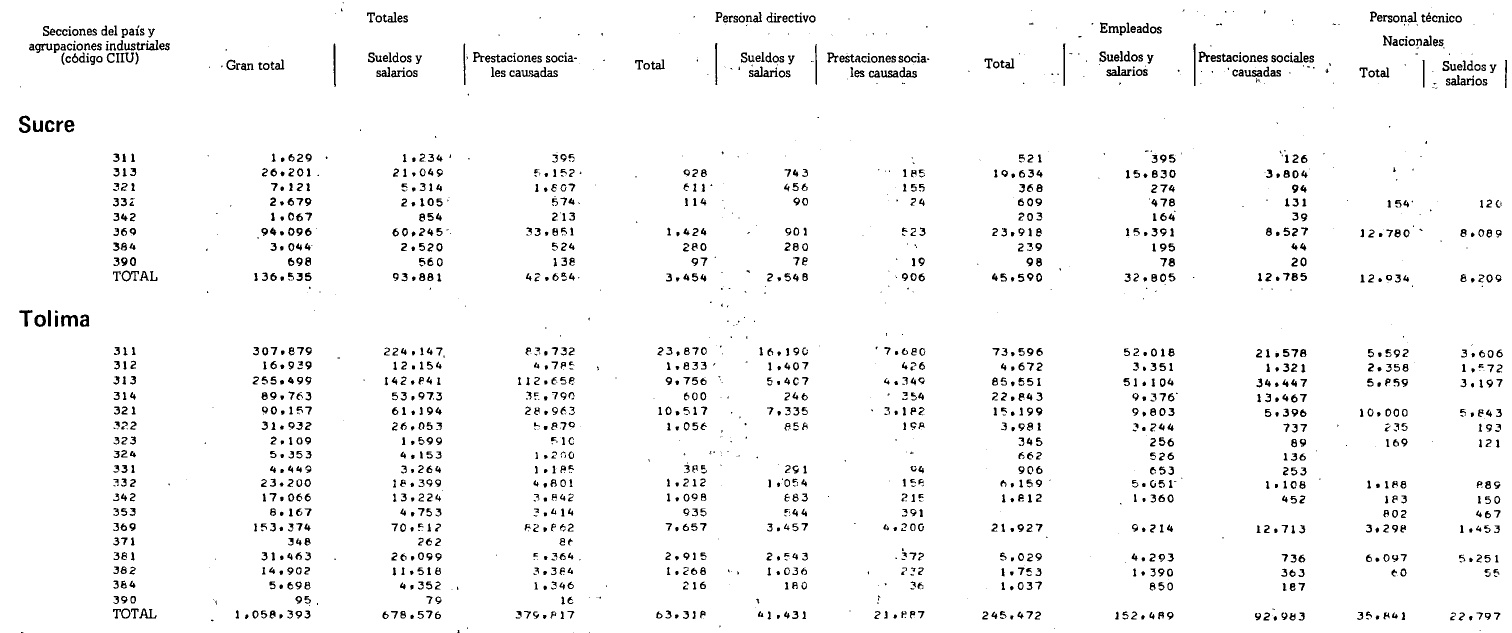 Secciones del país y agrupaciones industriales (código CIIU) Totales Personal directivo Empleados Personal técnico
Nacionales
Gran total Sueldos y salarios Prestaciones sociales causadas Total Sueldos y salarios Prestaciones sociales causadas Total Sueldos y salarios Prestaciones sociales causadas Total Sueldos y salarios
Sucre
311 1,629 1,234 395 521 395 126
313 26,201 21,049 5,152 928 743 185 19,634 15,830 3,804
321 7,121 5,314 1,807 611 456 155 368 274 94
332 2,679 2,105 574 114 90 24 609 478 131 154 120
342 1,067 854 213 203 164 39
369 94,096 60,245 33,851 1,424 901 523 23,918 15,391 8,527 12,780 8,089
384 3,044 2,520 524 280 280 239 195 44
390 698 560 138 97 78 19 98 78 20
TOTAL 136,535 93,881 42,654 3,454 2,548 906 45,590 32,805 12,785 12,934 8,209
Tolima
311 307,879 224,147 83,732 23,870 16,190 7,680 73,596 52,018 21,578 5,592 3,606
312 16,939 12,154 4,785 1,833 1,407 426 4,672 3,351 1,321 2,358 1,572
313 255,499 142,841 112,658 9,756 5,407 4,349 85,551 51,104 34,447 5,859 3,197
314 89,763 53,973 35,790 600 246 354 22,843 9,376 13,467
321 90,157 61,194 28,963 10,517 7,335 3,182 15,199 9,803 5,396 10,000 5,843
322 31,932 26,053 5,879 1,056 858 198 3,981 3,244 737 235 193
323 2,109 1,599 510 345 256 89 169 121
324 5,353 4,153 1,200 662 526 136
331 4,449 3,264 1,185 385 291 94 906 653 253
332 23,200 18,399 4,801 1,212 1,054 158 6,159 5,051 1,108 1,188 889
342 17,066 13,224 3,842 1,098 883 215 1,812 1,360 452 183 150
353 8,167 4,753 3,414 935 544 391 802 467
369 153,374 70,512 82,862 7,657 3,457 4,200 21,927 9,214 12,713 3,298 1,453
371 348 262 86
381 31,463 26,099 5,364 2,915 2,543 372 5,029 4,293 736 6,097 5,251
382 14,902 11,518 3,384 1,268 1,036 232 1,753 1,390 363 60 55
384 5,698 4,352 1,346 216 180 36 1,037 850 187
390 95 79 16
TOTAL 1,058,393 678,576 379,817 63,318 41,431 21,887 245,472 152,489 92,983 35,841 22,797